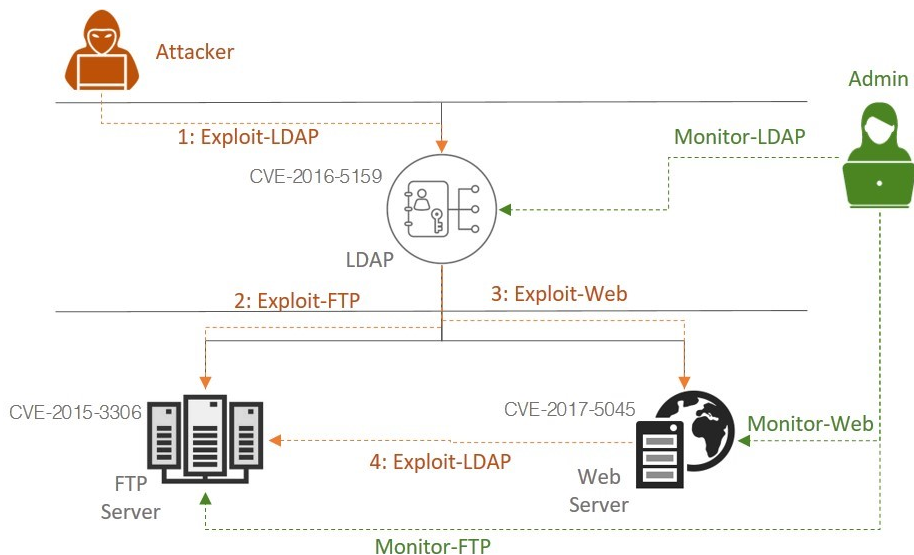 Attacker
Admin
1: Exploit-LDAP
Monitor-LDAP
CVE-2016-5159
LDAP
2: Exploit-FTP
3: Exploit-Web
CVE-2015-3306
CVE-2017-5045
Monitor-Web
4: Exploit-LDAP
FTP
Server
Web
Server
Monitor-FTP